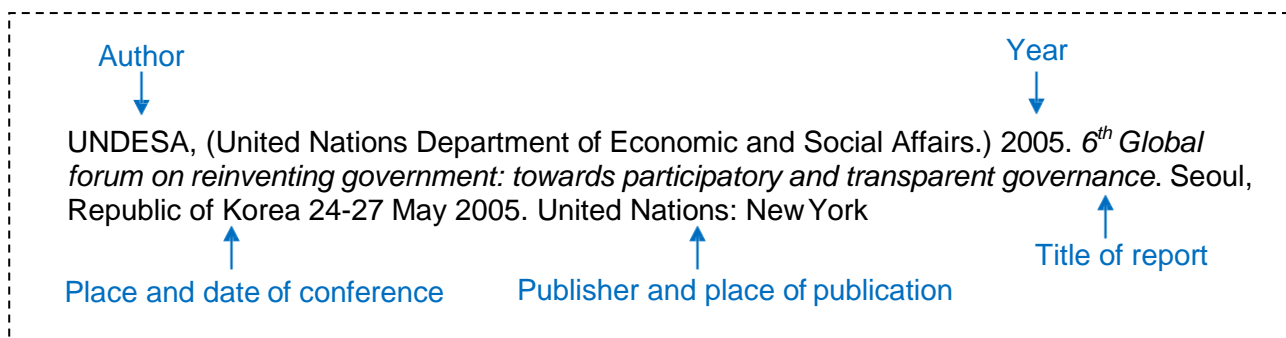 Author Year
UNDESA, (United Nations Department of Economic and Social Affairs.) 2005. 6th Global
forum on reinventing government: towards participatory and transparent governance. Seoul,
Republic of Korea 24-27 May 2005. United Nations: New York
Title of report
Place and date of conference Publisher and place of publication